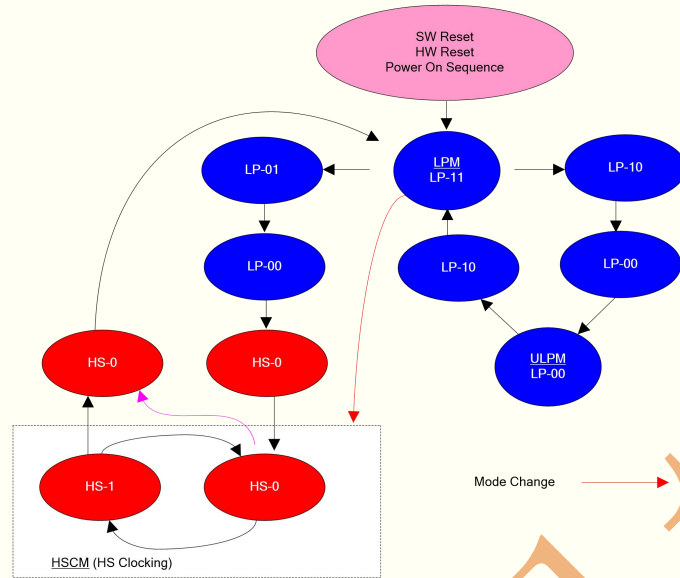 SW Reset
HW Reset
Power On Sequence
LP-01
LPM
LP-11
LP-10
LP-00
LP-10
LP-00
HS-0
HS-0
ULPM
LP-00
HS-1
HS-0
Mode Change
HSCM (HS Clocking)